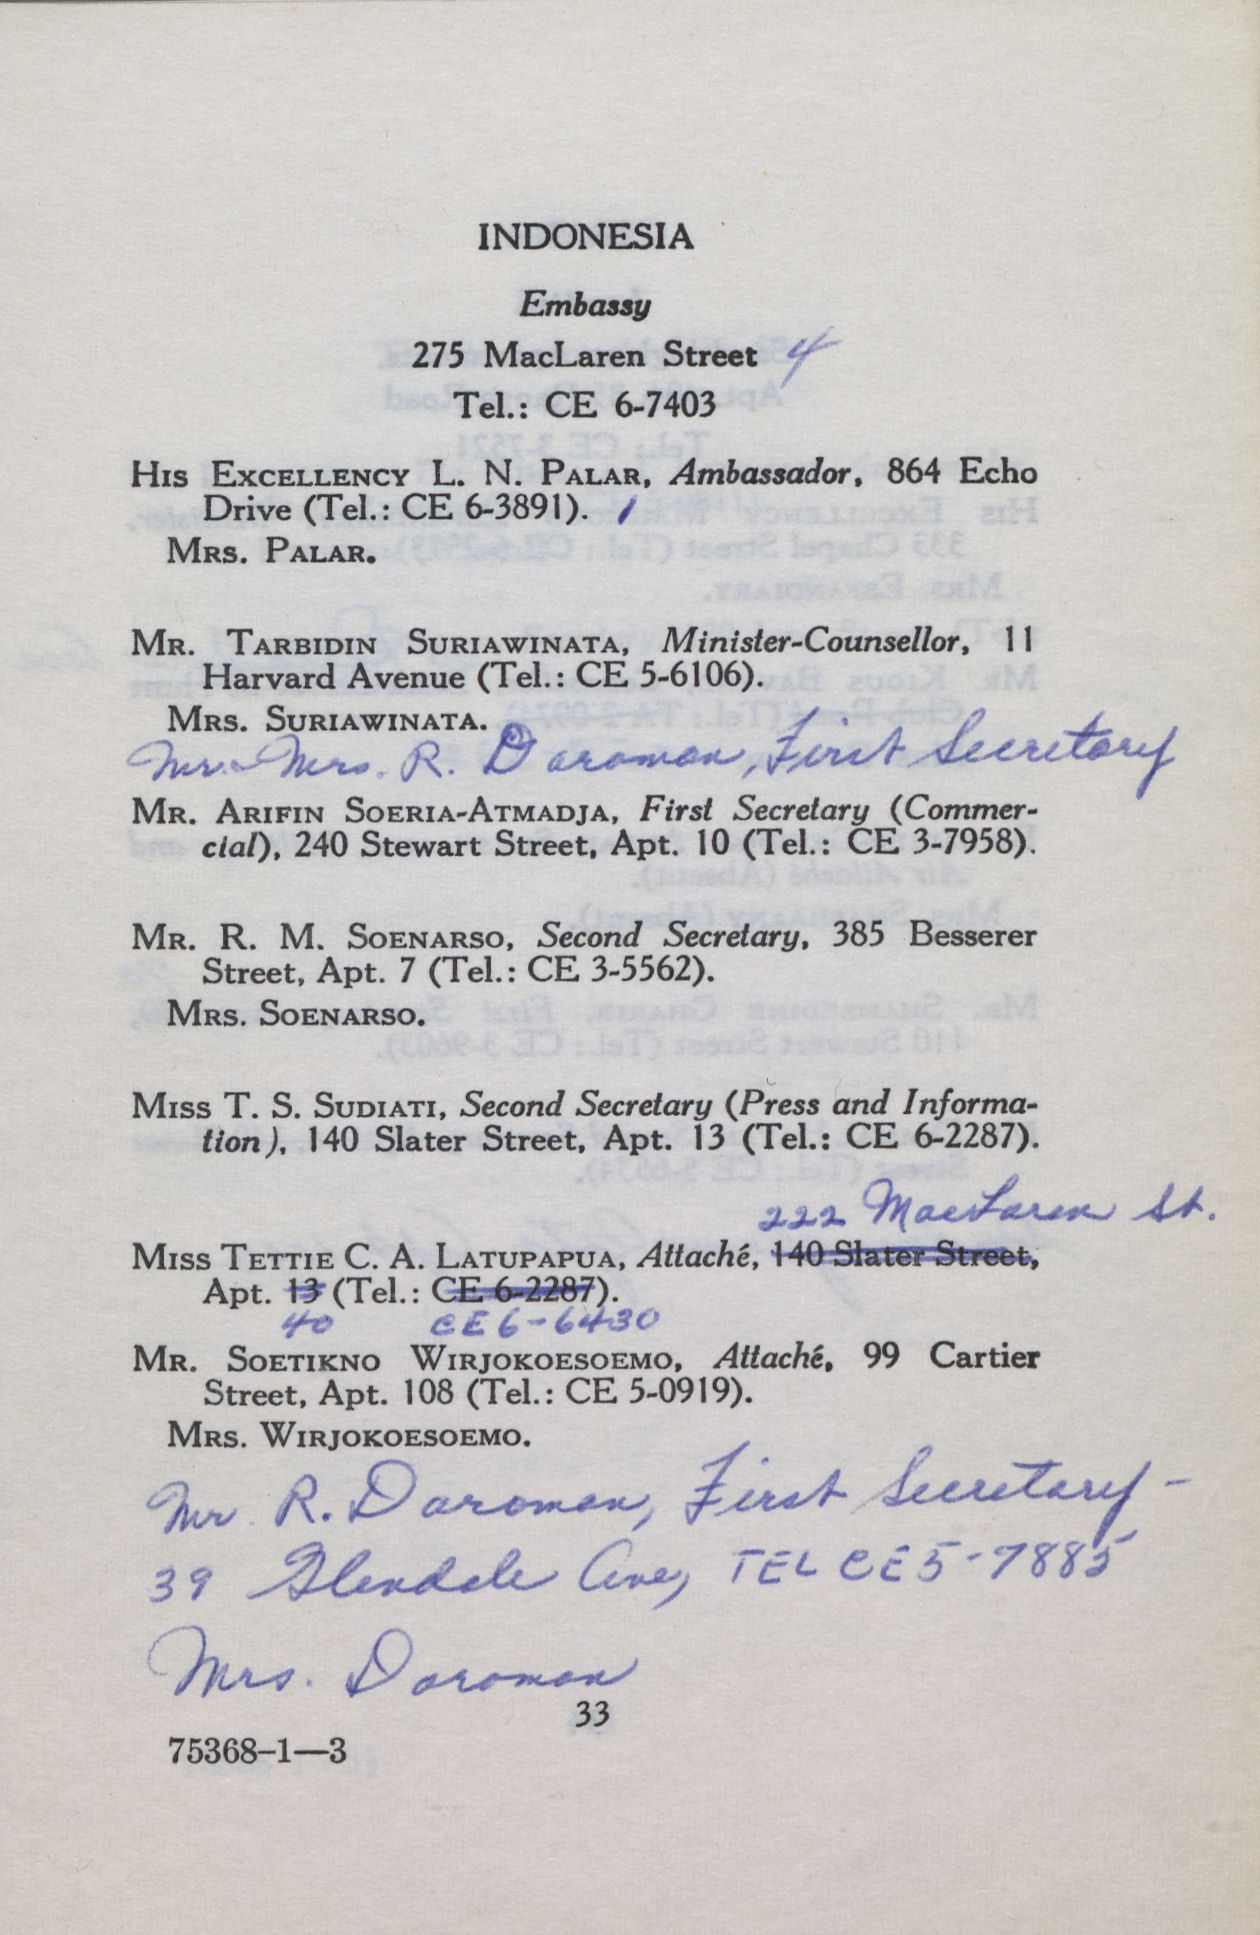 INDONESIA
Embassy
275 MacLaren Street 4
Tel.: CE 6-7403
HIS EXCELLENCY L. N. PALAR, Ambassador, 864 Echo
Drive (Tel.: CE 6-3891). /
MRS. PALAR.
MR. TARBIDIN SURIAWINATA, Minister-Counsellor, 11
Harvard Avenue (Tel.: CE 5-6106).
MRS. SURIAWINATA.
Mr. & Mrs. R. Daroman, First Secretary
MR. ARIFIN SOERIA-ATMADJA, First Secretary (Commer-
cial), 240 Stewart Street, Apt. 10 (Tel.: CE 3-7958).
MR. R. M. SOENARSO, Second Secretary, 385 Besserer
Street, Apt. 7 (Tel.: CE 3-5562).
MRS. SOENARSO.
MISS T. S. SUDIATI, Second Secretary (Press and Informa-
tion), 140 Slater Street, Apt. 13 (Tel.: CE 6-2287).
222 MacLaren St.
MISS TETTIE C. A. LATUPAPUA, Attaché, 140 Slater Street,
Apt. 13 (Tel.: CE 6-2287).
40 CE 6-6430
MR. SOETIKNO WIRJOKOESOEMO, Attaché, 99 Cartier
Street, Apt. 108 (Tel.: CE 5-0919).
MRS. WIRJOKOESOEMO.
Mr. R. Daroman, First Secretary -
39 Glendale Ave, TEL CE 5-7885
Mrs. Daroman
33
75368-1—3